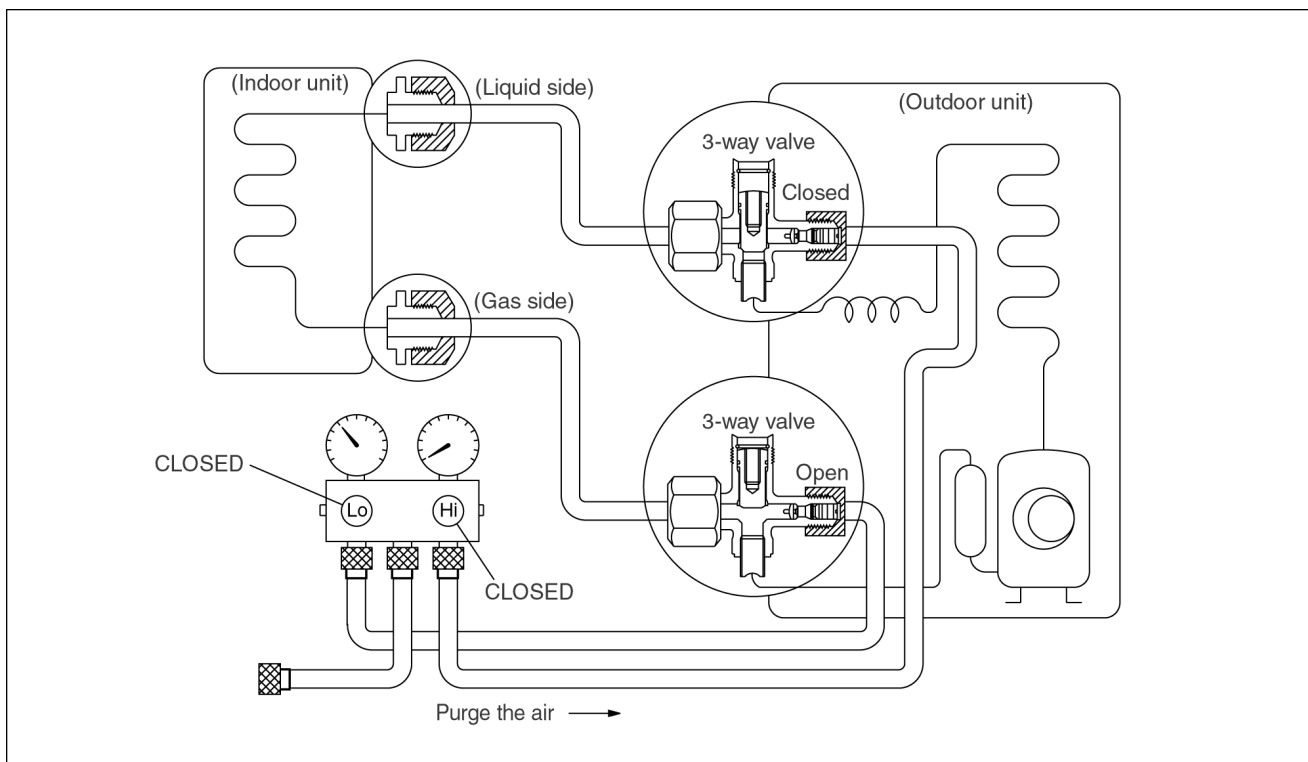 (Indoor unit)
(Liquid side)
(Outdoor unit)
3-way valve
Closed
(Gas side)
3-way valve
Open
CLOSED
Lo
Hi
CLOSED
Purge the air